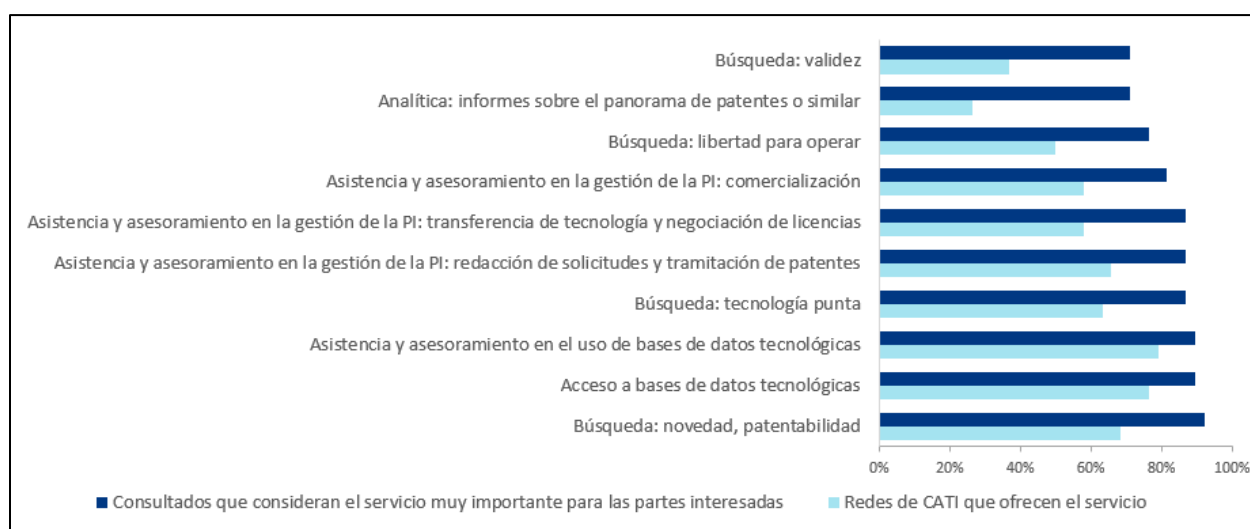 Búsqueda: validez
Analítica: informes sobre el panorama de patentes o similar
Búsqueda: libertad para operar
Asistencia y asesoramiento en la gestión de la PI: comercialización
Asistencia y asesoramiento en la gestión de la PI: transferencia de tecnología y negociación de licencias
Asistencia y asesoramiento en la gestión de la PI: redacción de solicitudes y tramitación de patentes
Búsqueda: tecnología punta
Asistencia y asesoramiento en el uso de bases de datos tecnológicas
Acceso a bases de datos tecnológicas
Búsqueda: novedad, patentabilidad
0% 20% 40% 60% 80% 100%
Consultados que consideran el servicio muy importante para las partes interesadas Redes de CATI que ofrecen el servicio